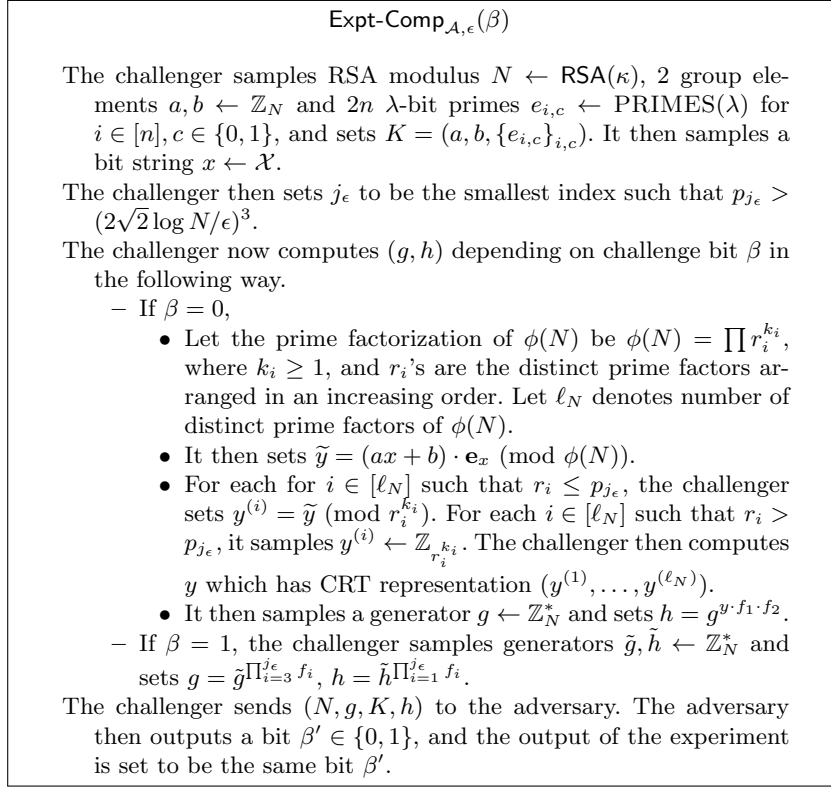 Expt-Comp_{𝒜,ϵ}(β)
The challenger samples RSA modulus N ← RSA(κ), 2 group ele-
ments a, b ← ℤ_N and 2n λ-bit primes e_{i,c} ← PRIMES(λ) for
i ∈ [n], c ∈ {0, 1}, and sets K = (a, b, {e_{i,c}}_{i,c}). It then samples a
bit string x ← 𝒳.
The challenger then sets j_ϵ to be the smallest index such that p_{j_ϵ} >
(2√2 log N/ϵ)^3.
The challenger now computes (g, h) depending on challenge bit β in
the following way.
– If β = 0,
• Let the prime factorization of ϕ(N) be ϕ(N) = ∏ r_i^{k_i},
where k_i ≥ 1, and r_i's are the distinct prime factors ar-
ranged in an increasing order. Let ℓ_N denotes number of
distinct prime factors of ϕ(N).
• It then sets ỹ = (ax + b) · e_x (mod ϕ(N)).
• For each for i ∈ [ℓ_N] such that r_i ≤ p_{j_ϵ}, the challenger
sets y^{(i)} = ỹ (mod r_i^{k_i}). For each i ∈ [ℓ_N] such that r_i >
p_{j_ϵ}, it samples y^{(i)} ← ℤ_{r_i^{k_i}}. The challenger then computes
y which has CRT representation (y^{(1)}, . . . , y^{(ℓ_N)}).
• It then samples a generator g ← ℤ*_N and sets h = g^{y·f_1·f_2}.
– If β = 1, the challenger samples generators g̃, h̃ ← ℤ*_N and
sets g = g̃^{∏_{i=3}^{j_ϵ} f_i}, h = h̃^{∏_{i=1}^{j_ϵ} f_i}.
The challenger sends (N, g, K, h) to the adversary. The adversary
then outputs a bit β′ ∈ {0, 1}, and the output of the experiment
is set to be the same bit β′.